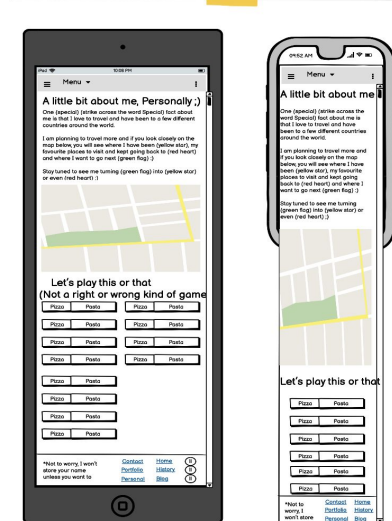 iPad
10:08 PM
Menu
A little bit about me, Personally ;)
One (special) (strike across the
word Special) fact about
me is that I love to travel and have been to a few different
countries around the world.
I am planning to travel more and if you look closely on the map
below, you will see where I have been (yellow star), my
favourite places to visit and kept going back to (red heart)
and where I want to go next (green flag) :)
Stay tuned to see me turning (green flag) into (yellow star)
or even (red heart) :)
Let's play this or that
(Not a right or wrong kind of game
Pizza Pasta Pizza Pasta
Pizza Pasta Pizza Pasta
Pizza Pasta Pizza Pasta
Pizza Pasta Pizza Pasta
Pizza Pasta
Pizza Pasta
Pizza Pasta
Pizza Pasta
*Not to worry, I won't
store your name
unless you want to
Contact Home
Portfolio History
Personal Blog
09:52 AM
Menu
A little bit about me
One (special) (strike across the
word Special) fact about
me is that I love to travel and have
been to a few different
countries around the world.
I am planning to travel more and
if you look closely on the map
below, you will see where I have
been (yellow star), my favourite
places to visit and kept going
back to (red heart) and where I
want to go next (green flag) :)
Stay tuned to see me turning
(green flag) into (yellow star) or
even (red heart) :)
Let's play this or that
Pizza Pasta
Pizza Pasta
Pizza Pasta
Pizza Pasta
Pizza Pasta
Pizza Pasta
*Not to
worry, I
won't store
Contact Home
Portfolio History
Personal Blog